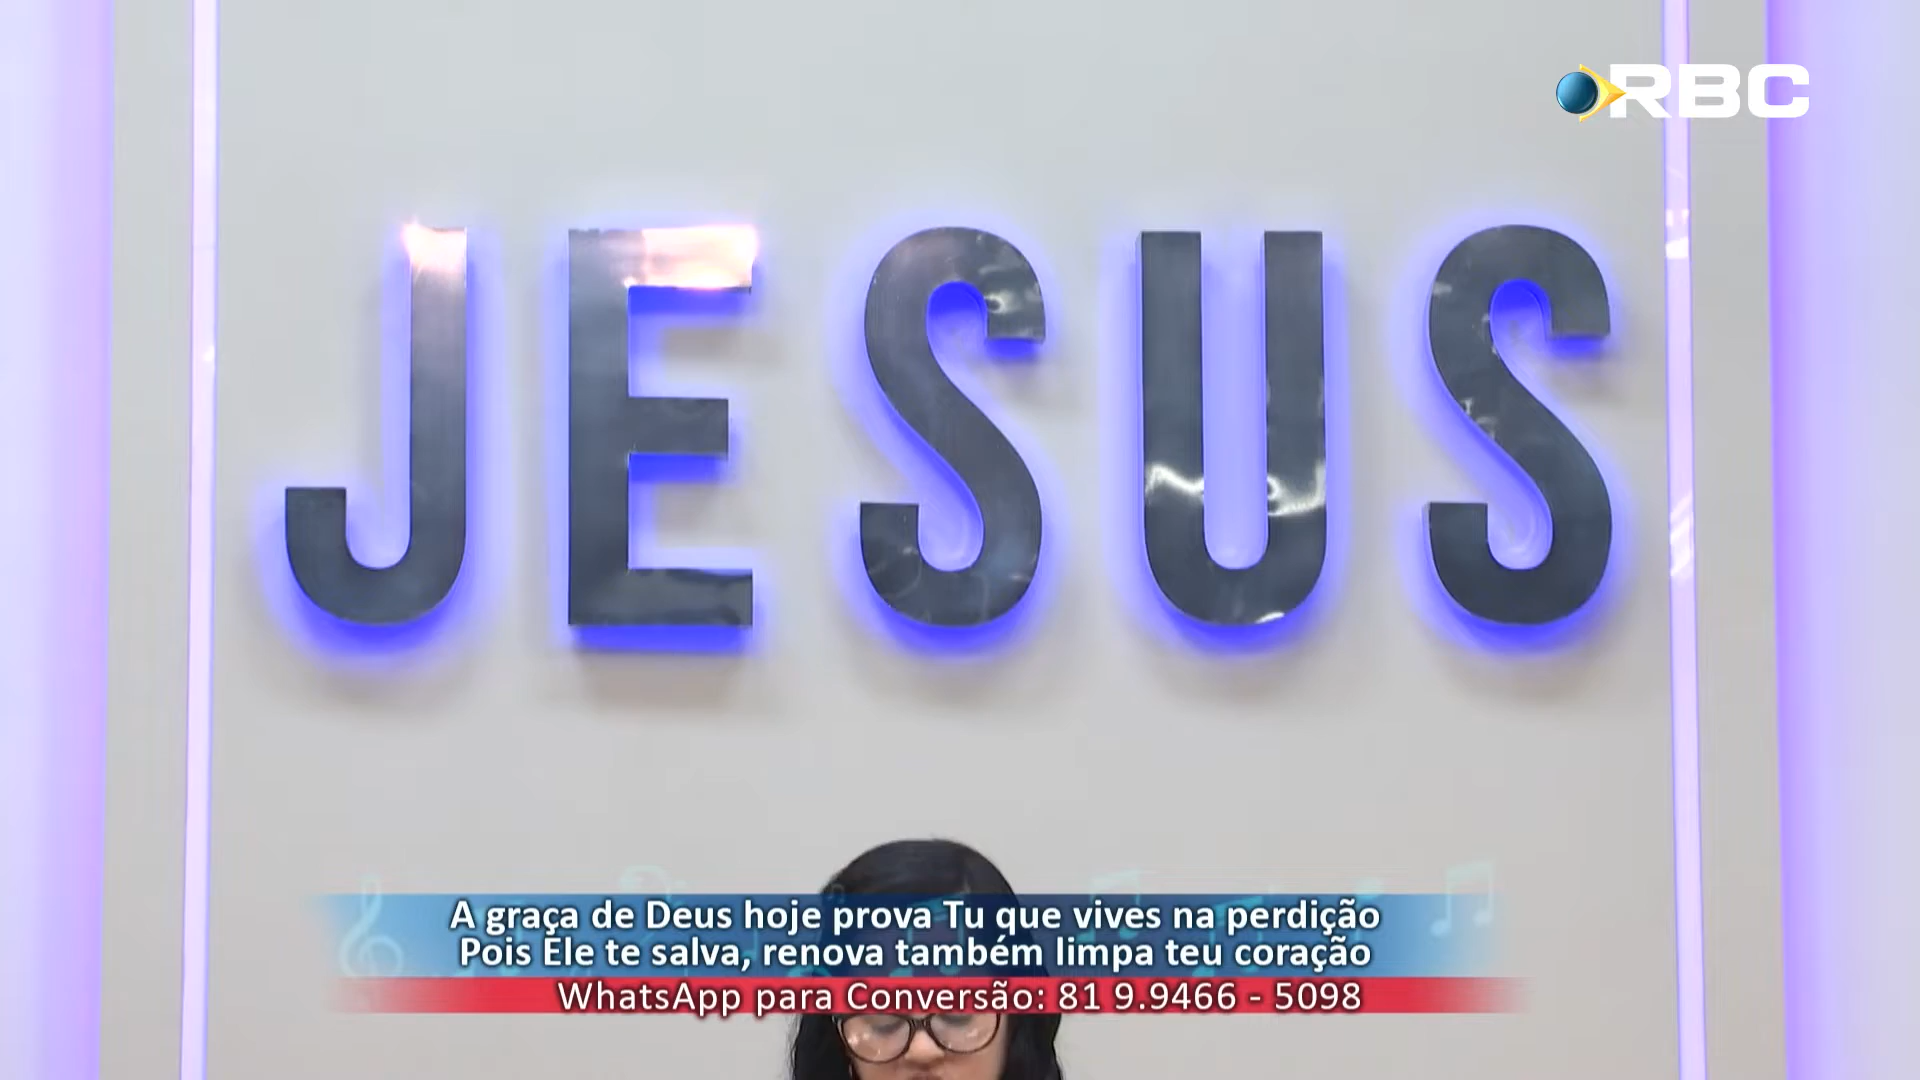 RBC
JESUS
A graça de Deus hoje prova Tu que vives na perdição
Pois Ele te salva, renova também limpa teu coração
WhatsApp para Conversão: 81 9.9466 - 5098